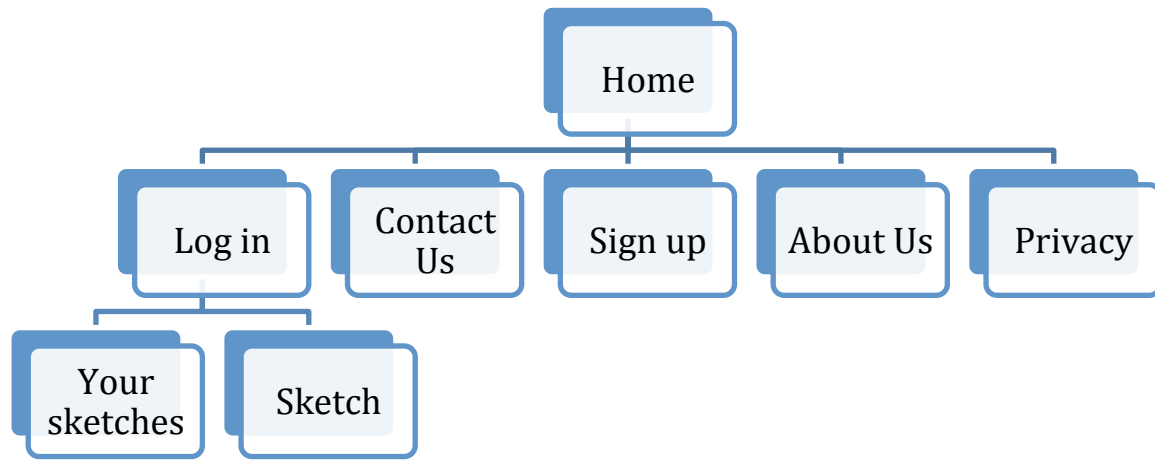 Home
Log in
Contact
Us
Sign up
About Us
Privacy
Your
sketches
Sketch